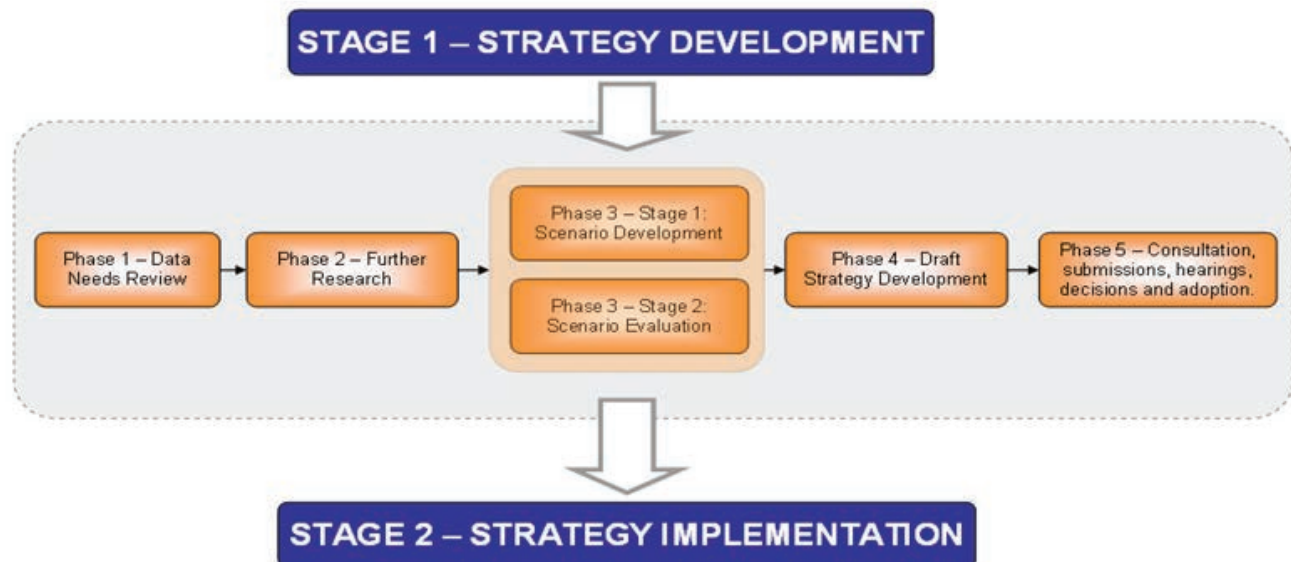 STAGE 1 – STRATEGY DEVELOPMENT
Phase 1 – Data
Needs Review
Phase 2 – Further
Research
Phase 3 – Stage 1:
Scenario Development
Phase 3 – Stage 2:
Scenario Evaluation
Phase 4 – Draft
Strategy Development
Phase 5 – Consultation,
submissions, hearings,
decisions and adoption.
STAGE 2 – STRATEGY IMPLEMENTATION